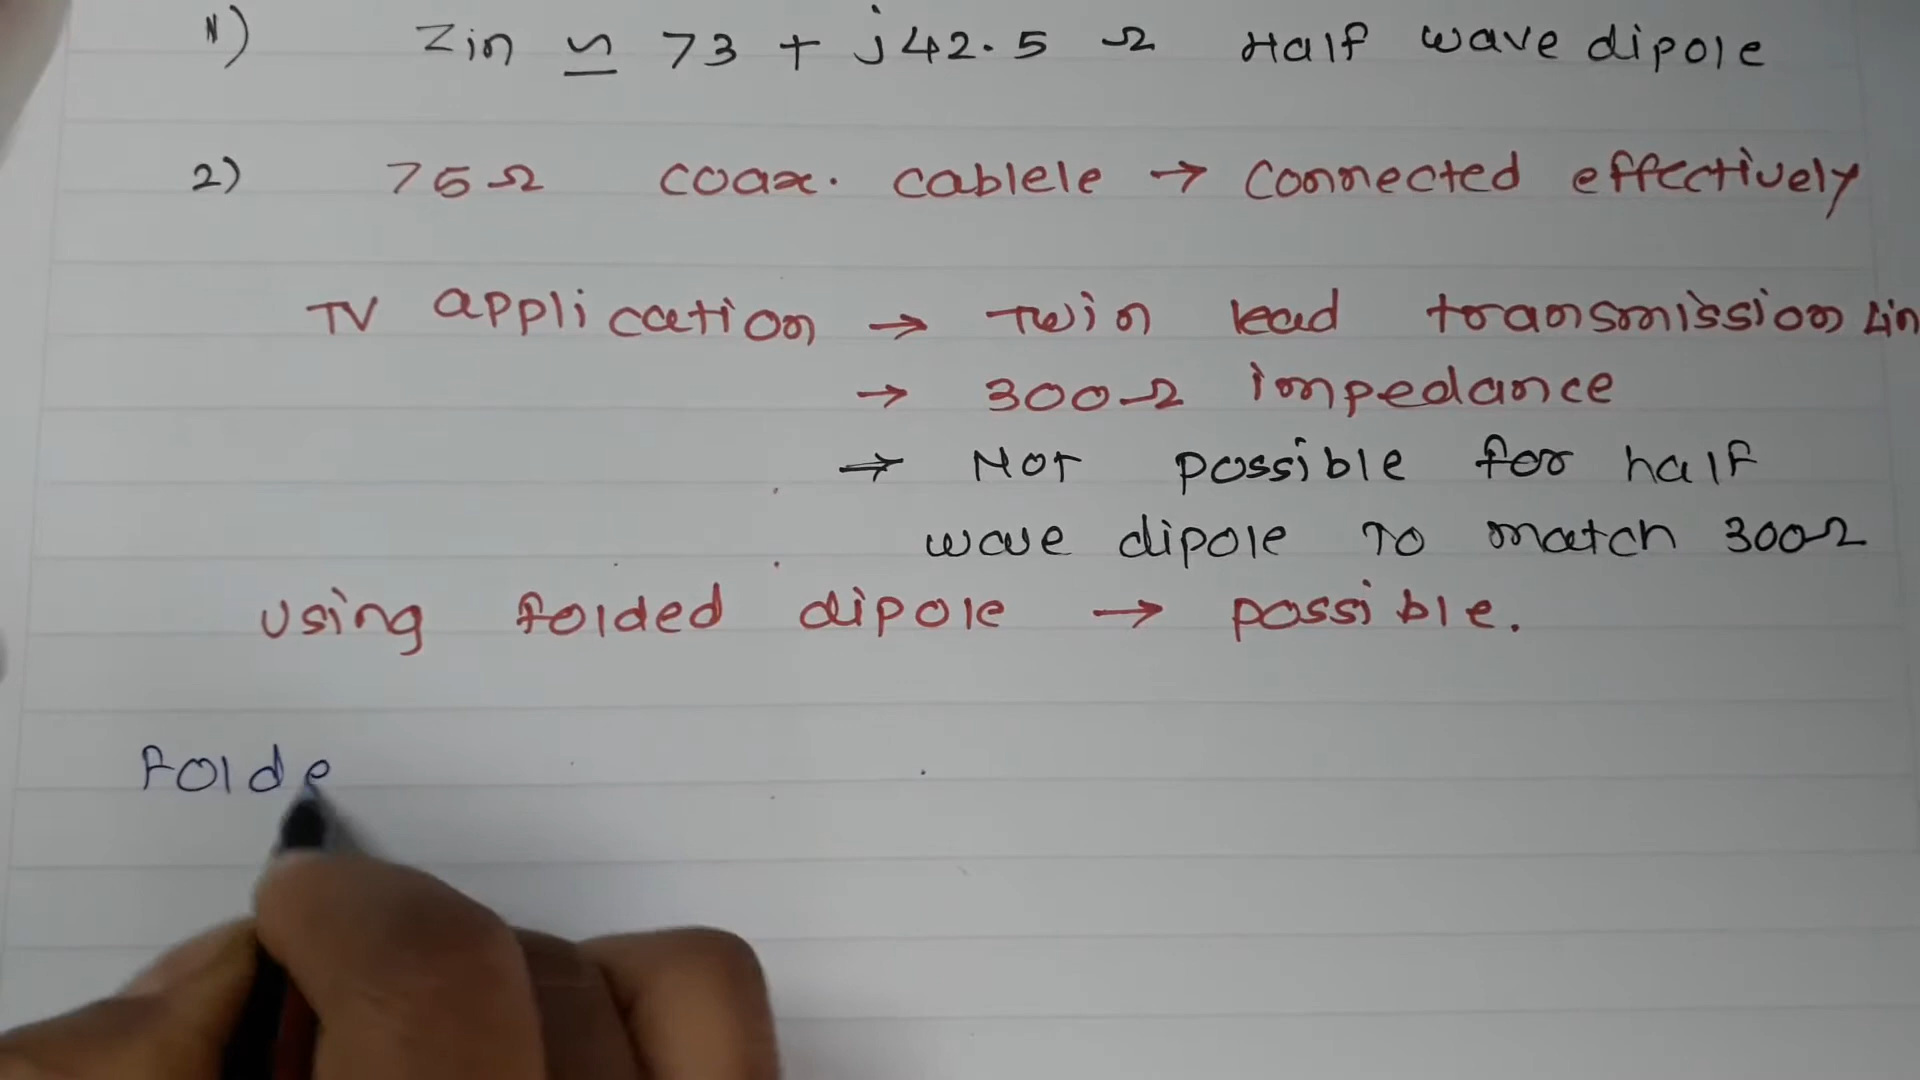 1) Zin ≃ 73 + j42.5 Ω Half wave dipole
2) 75Ω coax. cablele → Connected effectively
TV application → Twin lead transmission Lin
→ 300Ω impedance
→ Not possible for half
wave dipole to match 300Ω
Using folded dipole → possible.
Folde